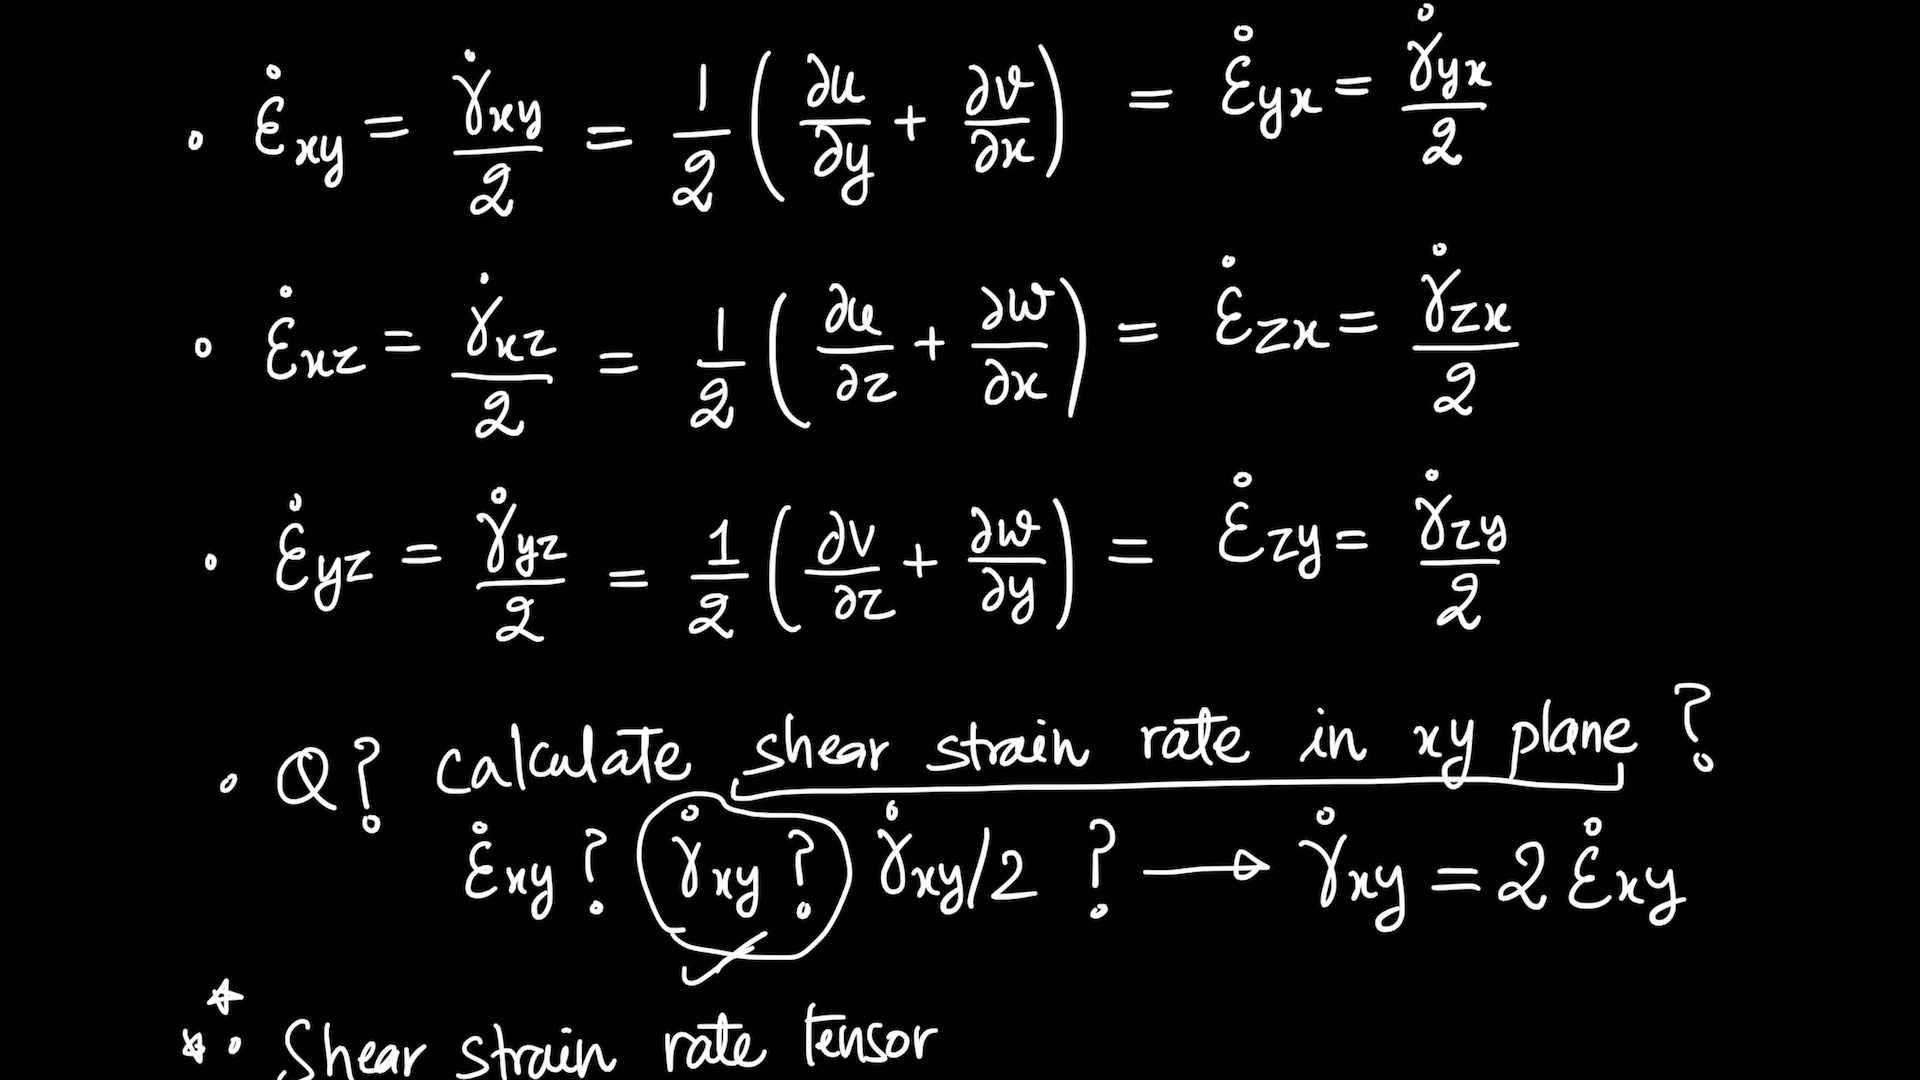 • ε̇xy = γ̇xy/2 = 1/2 (∂u/∂y + ∂v/∂x) = ε̇yx = γ̇yx/2
• ε̇xz = γ̇xz/2 = 1/2 (∂u/∂z + ∂w/∂x) = ε̇zx = γ̇zx/2
• ε̇yz = γ̇yz/2 = 1/2 (∂v/∂z + ∂w/∂y) = ε̇zy = γ̇zy/2
• Q? calculate shear strain rate in xy plane ?
ε̇xy ? γ̇xy ? γ̇xy/2 ? → γ̇xy = 2 ε̇xy
• Shear strain rate tensor